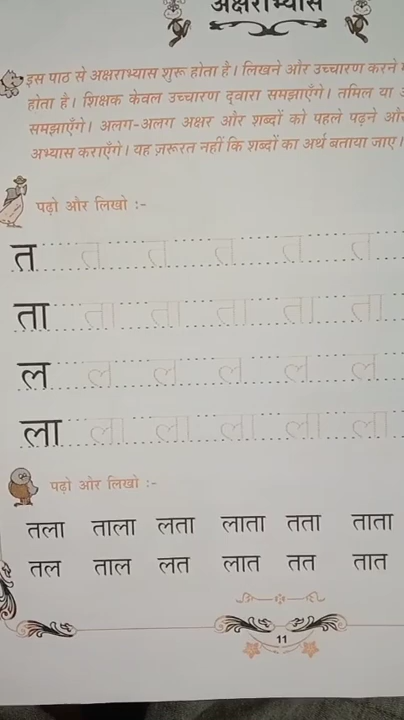 अक्षराभ्यास
इस पाठ से अक्षराभ्यास शुरू होता है। लिखने और उच्चारण करने
होता है। शिक्षक केवल उच्चारण द्वारा समझाएँगे। तमिल या
समझाएँगे। अलग-अलग अक्षर और शब्दों को पहले पढ़ने और
अभ्यास कराएँगे। यह ज़रूरत नहीं कि शब्दों का अर्थ बताया जाए।
पढ़ो और लिखो :-
त त त त त त
ता ता ता ता ता ता
ल ल ल ल ल ल
ला ला ला ला ला ला
पढ़ो ओर लिखो :-
तला ताला लता लाता तता ताता
तल ताल लत लात तत तात
11